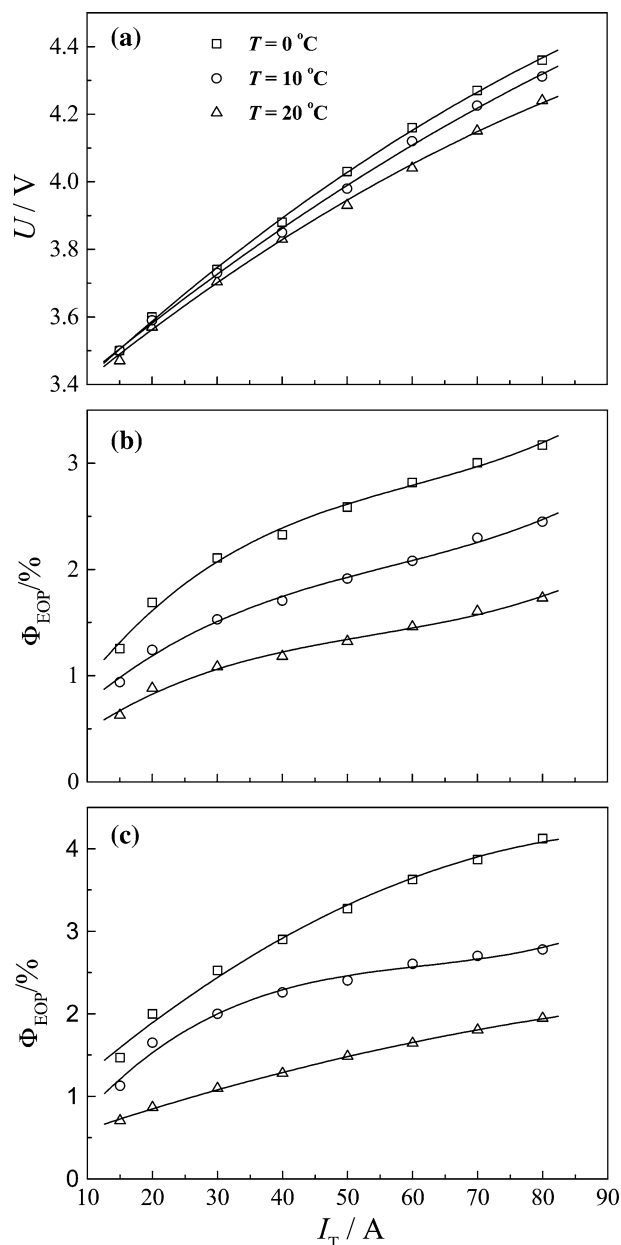 (a)
T = 0 °C
T = 10 °C
T = 20 °C
4.4
4.2
4.0
3.8
3.6
3.4
U / V
(b)
3
2
1
0
Φ_EOP/%
(c)
4
3
2
1
0
Φ_EOP/%
10 20 30 40 50 60 70 80 90
I_T / A